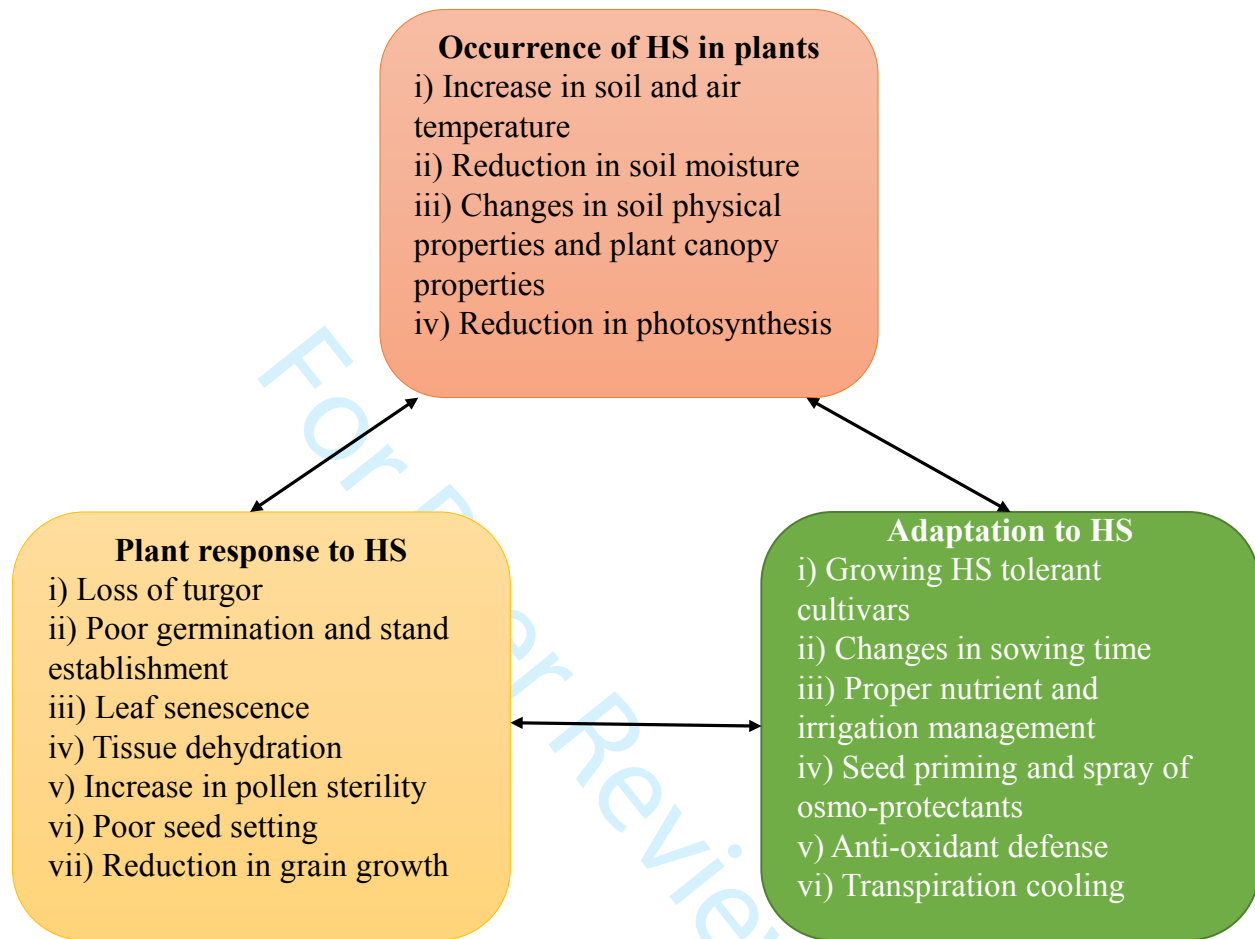 Occurrence of HS in plants
i) Increase in soil and air
temperature
ii) Reduction in soil moisture
iii) Changes in soil physical
properties and plant canopy
properties
iv) Reduction in photosynthesis
For Peer Review
Plant response to HS
i) Loss of turgor
ii) Poor germination and stand
establishment
iii) Leaf senescence
iv) Tissue dehydration
v) Increase in pollen sterility
vi) Poor seed setting
vii) Reduction in grain growth
Adaptation to HS
i) Growing HS tolerant
cultivars
ii) Changes in sowing time
iii) Proper nutrient and
irrigation management
iv) Seed priming and spray of
osmo-protectants
v) Anti-oxidant defense
vi) Transpiration cooling